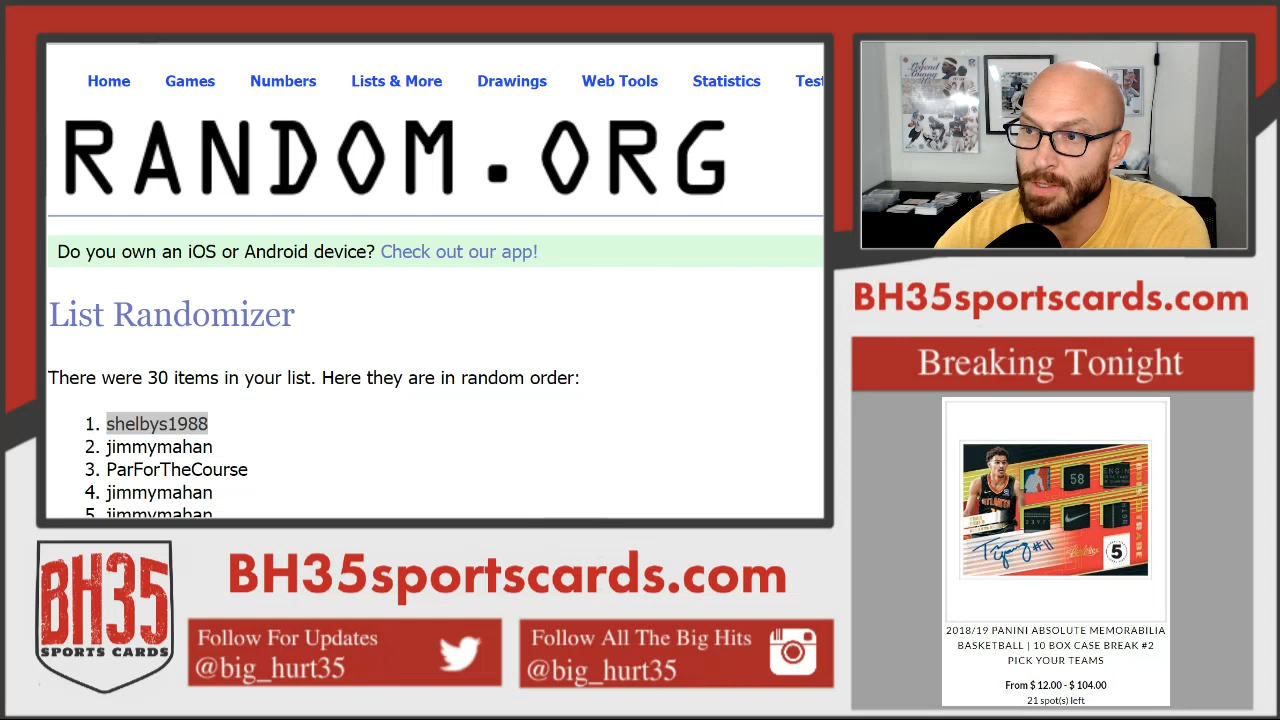 Home Games Numbers Lists & More Drawings Web Tools Statistics
RANDOM.ORG
Do you own an iOS or Android device? Check out our app!
List Randomizer
There were 30 items in your list. Here they are in random order:
1. shelbys1988
2. jimmymahan
3. ParForTheCourse
4. jimmymahan
5. jimmymahan
BH35sportscards.com
Breaking Tonight
58
5
2018/19 PANINI ABSOLUTE MEMORABILIA
BASKETBALL | 10 BOX CASE BREAK #2
PICK YOUR TEAMS
From $ 12.00 - $ 104.00
21 spot(s) left
BH35
SPORTS CARDS
BH35sportscards.com
Follow For Updates
@big_hurt35
Follow All The Big Hits
@big_hurt35